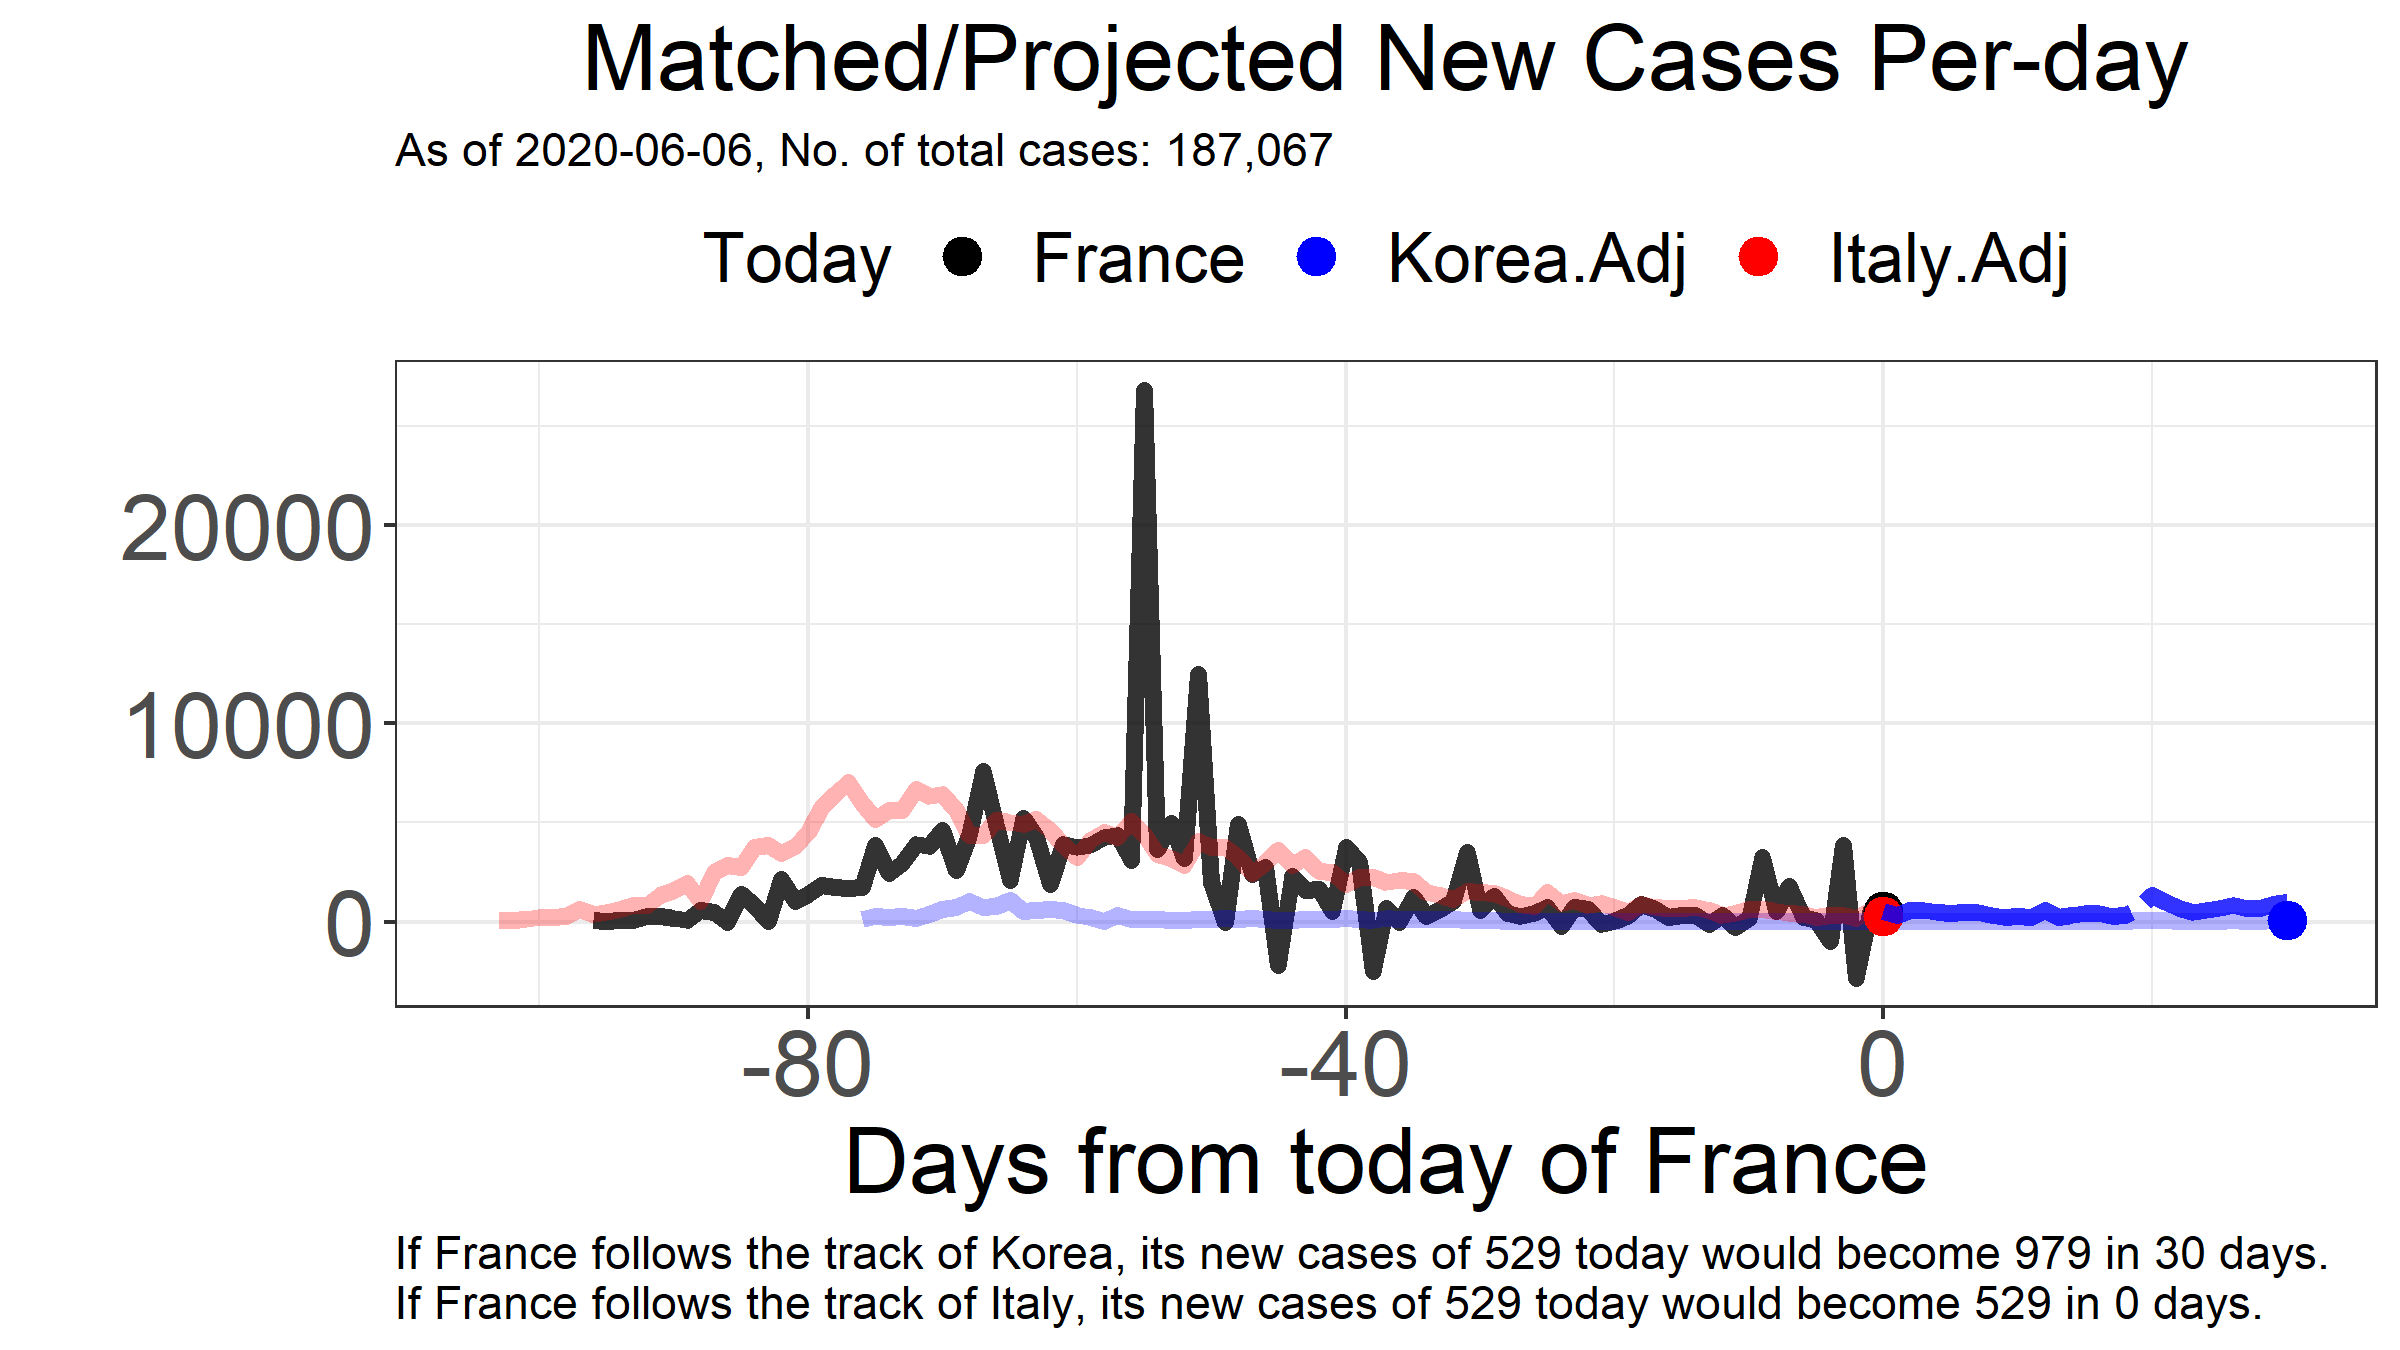 Matched/Projected New Cases Per-day
As of 2020-06-06, No. of total cases: 187,067
Today France Korea.Adj Italy.Adj
20000
10000
0
-80 -40 0
Days from today of France
If France follows the track of Korea, its new cases of 529 today would become 979 in 30 days.
If France follows the track of Italy, its new cases of 529 today would become 529 in 0 days.